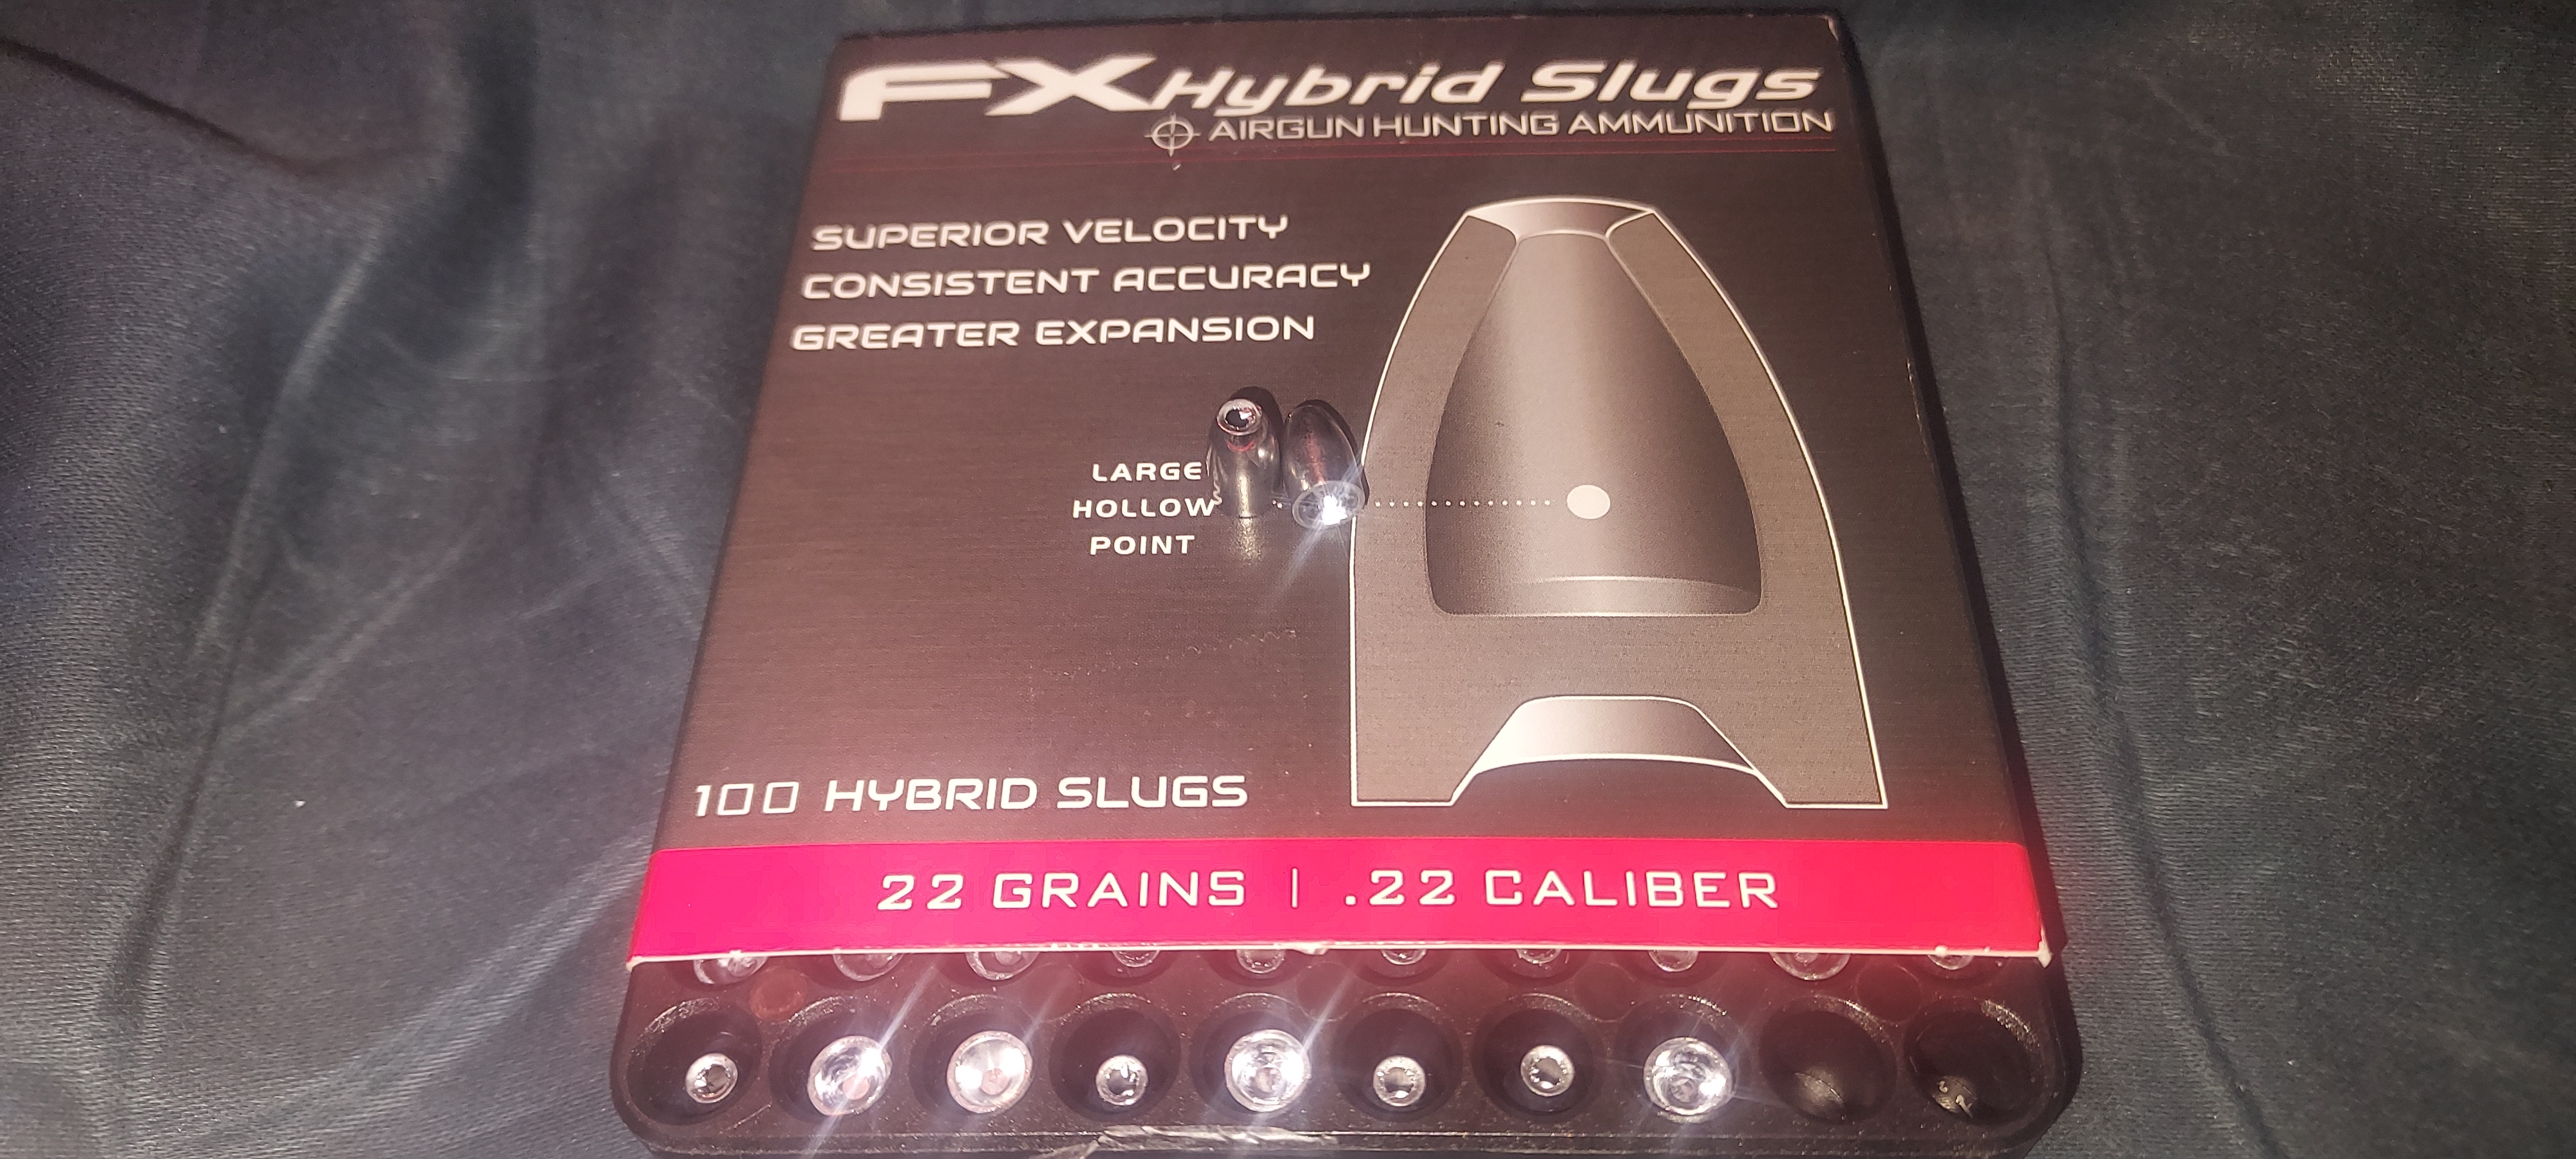 FX Hybrid Slugs
AIRGUN HUNTING AMMUNITION
SUPERIOR VELOCITY
CONSISTENT ACCURACY
GREATER EXPANSION
LARGE
HOLLOW
POINT
100 HYBRID SLUGS
22 GRAINS | .22 CALIBER